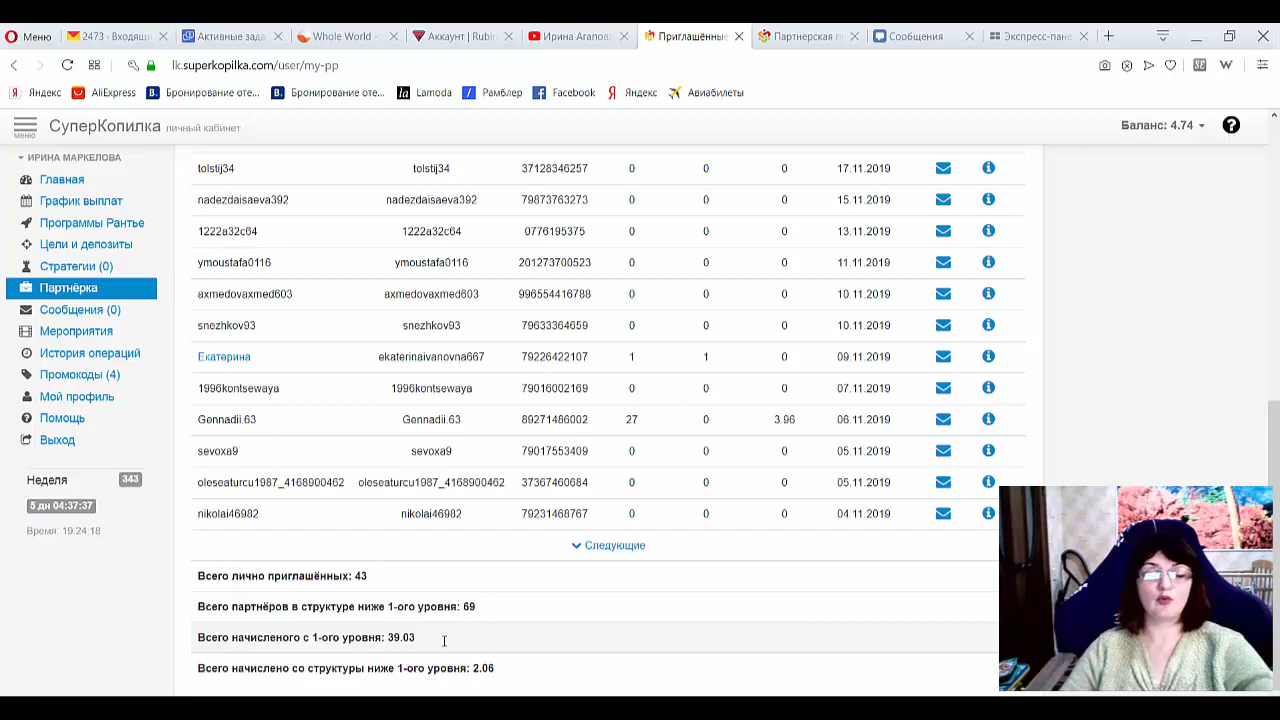 Меню
2473 - Входящи
Активные зада
Whole World -
Аккаунт | Rubin
Ирина Агапов
Приглашённые
Партнерская п
Сообщения
Экспресс-пане
lk.superkopilka.com/user/my-pp
Яндекс
AliExpress
Бронирование оте...
Бронирование оте...
Lamoda
Рамблер
Facebook
Яндекс
Авиабилеты
меню
СуперКопилка личный кабинет
Баланс: 4.74
ИРИНА МАРКЕЛОВА
Главная
График выплат
Программы Рантье
Цели и депозиты
Стратегии (0)
Партнёрка
Сообщения (0)
Мероприятия
История операций
Промокоды (4)
Мой профиль
Помощь
Выход
Неделя 343
5 дн 04:37:37
Время: 19:24:18
tolstij34 tolstij34 37128346257 0 0 0 17.11.2019
nadezdaisaeva392 nadezdaisaeva392 79873763273 0 0 0 15.11.2019
1222a32c64 1222a32c64 0776195375 0 0 0 13.11.2019
ymoustafa0116 ymoustafa0116 201273700523 0 0 0 11.11.2019
axmedovaxmed603 axmedovaxmed603 996554416788 0 0 0 10.11.2019
snezhkov93 snezhkov93 79633364659 0 0 0 10.11.2019
Екатерина ekaterinaivanovna667 79226422107 1 1 0 09.11.2019
1996kontsewaya 1996kontsewaya 79016002169 0 0 0 07.11.2019
Gennadii.63 Gennadii.63 89271486002 27 0 3.96 06.11.2019
sevoxa9 sevoxa9 79017553409 0 0 0 05.11.2019
oleseaturcu1987_4168900462 oleseaturcu1987_4168900462 37367460684 0 0 0 05.11.2019
nikolai46982 nikolai46982 79231468767 0 0 0 04.11.2019
Следующие
Всего лично приглашённых: 43
Всего партнёров в структуре ниже 1-ого уровня: 69
Всего начисленого с 1-ого уровня: 39.03
Всего начислено со структуры ниже 1-ого уровня: 2.06